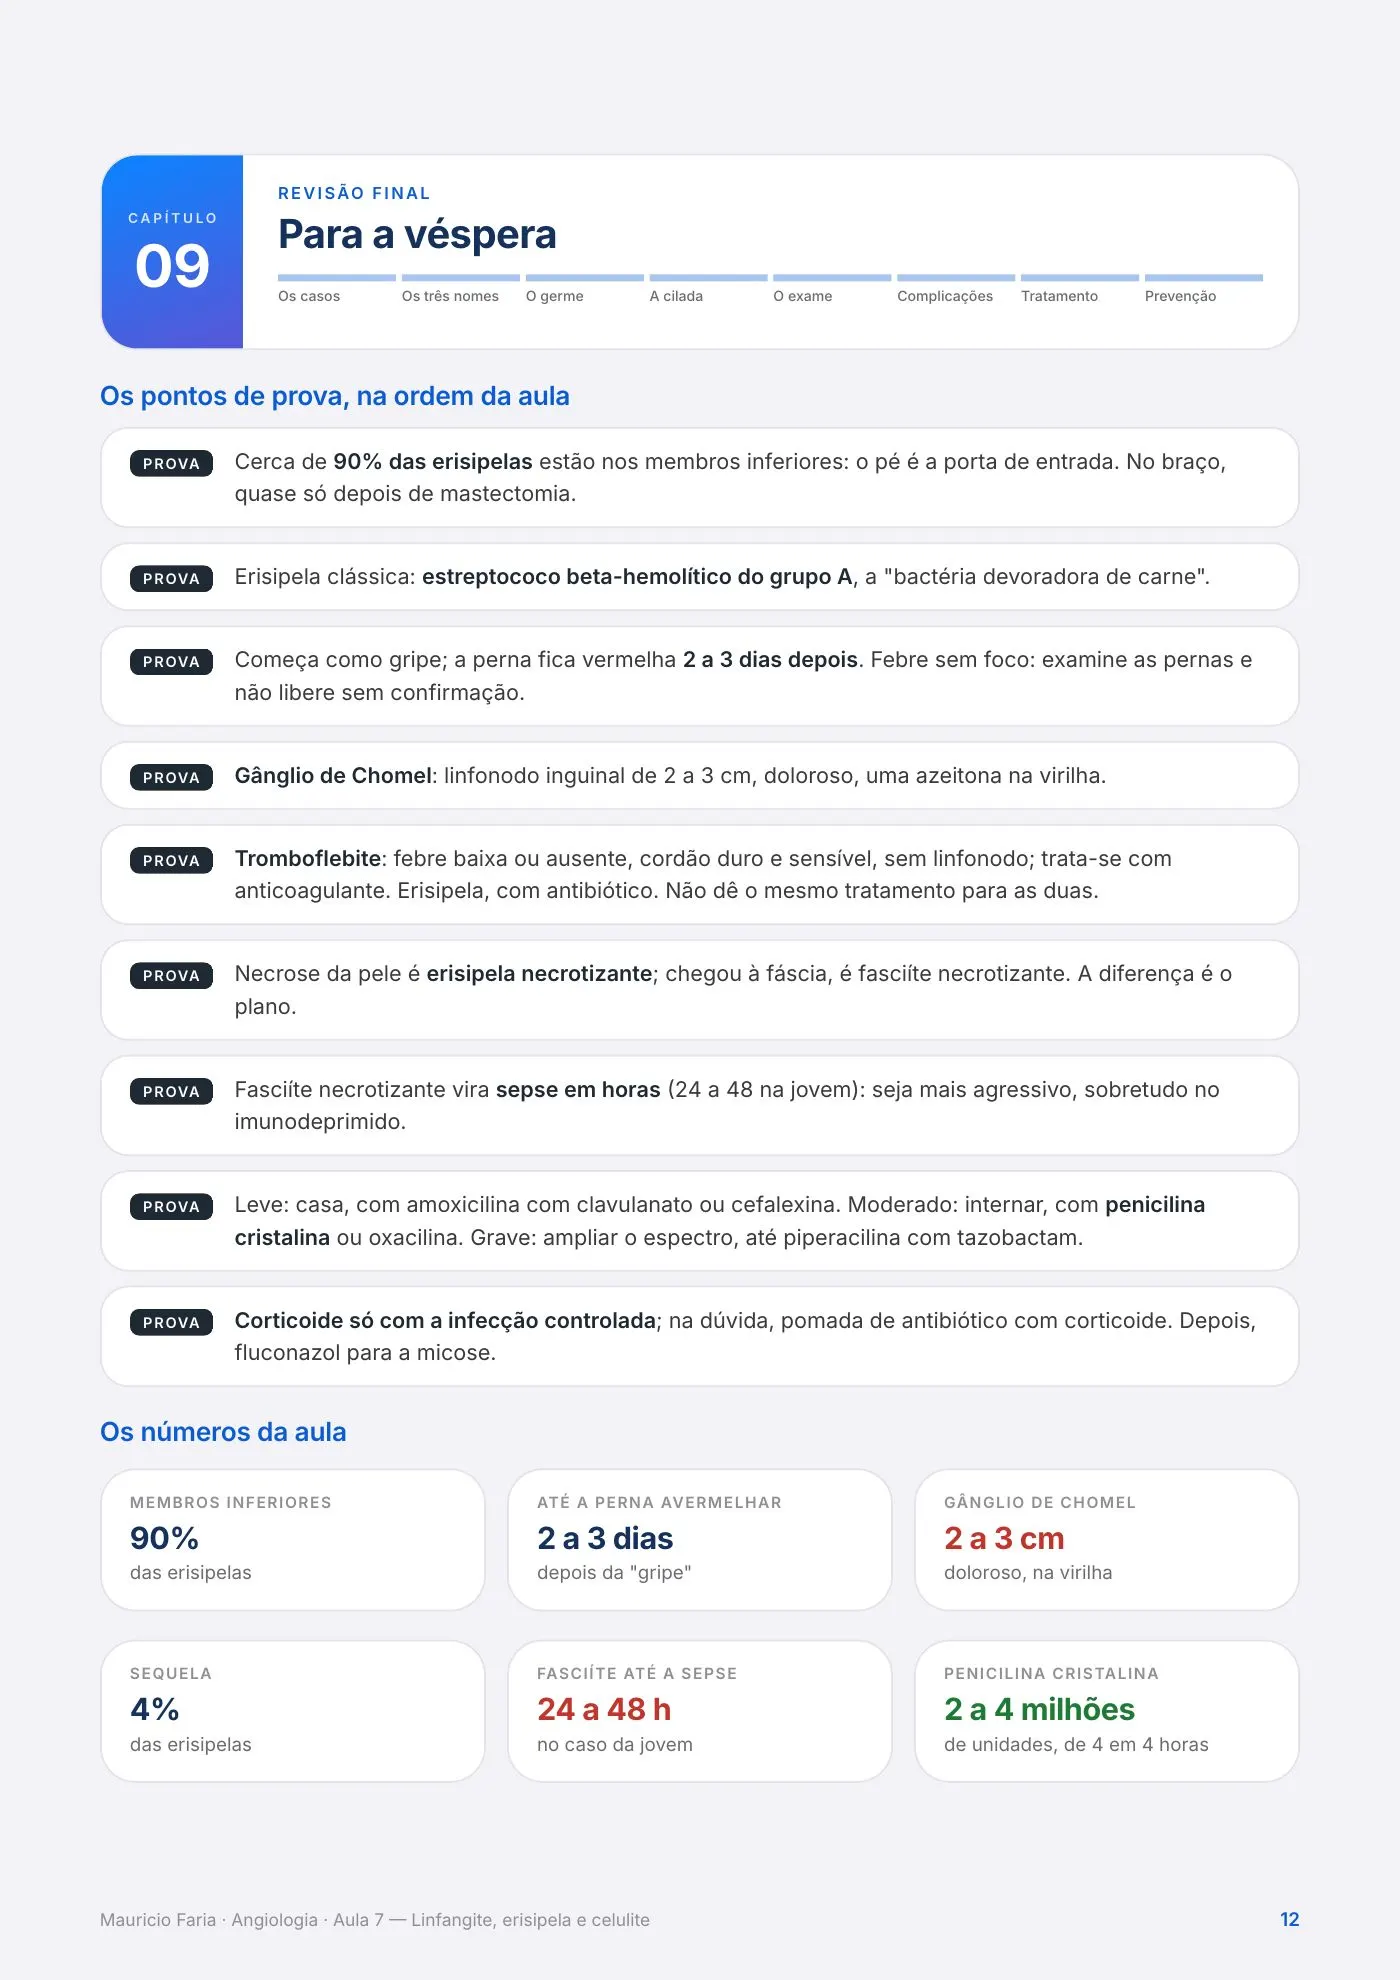 CAPÍTULO
09
REVISÃO FINAL
Para a véspera
Os casos
Os três nomes
O germe
A cilada
O exame
Complicações
Tratamento
Prevenção
Os pontos de prova, na ordem da aula
PROVA
Cerca de 90% das erisipelas estão nos membros inferiores: o pé é a porta de entrada. No braço,
quase só depois de mastectomia.
PROVA
Erisipela clássica: estreptococo beta-hemolítico do grupo A, a "bactéria devoradora de carne".
PROVA
Começa como gripe; a perna fica vermelha 2 a 3 dias depois. Febre sem foco: examine as pernas e
não libere sem confirmação.
PROVA
Gânglio de Chomel: linfonodo inguinal de 2 a 3 cm, doloroso, uma azeitona na virilha.
PROVA
Tromboflebite: febre baixa ou ausente, cordão duro e sensível, sem linfonodo; trata-se com
anticoagulante. Erisipela, com antibiótico. Não dê o mesmo tratamento para as duas.
PROVA
Necrose da pele é erisipela necrotizante; chegou à fáscia, é fasciíte necrotizante. A diferença é o
plano.
PROVA
Fasciíte necrotizante vira sepse em horas (24 a 48 na jovem): seja mais agressivo, sobretudo no
imunodeprimido.
PROVA
Leve: casa, com amoxicilina com clavulanato ou cefalexina. Moderado: internar, com penicilina
cristalina ou oxacilina. Grave: ampliar o espectro, até piperacilina com tazobactam.
PROVA
Corticoide só com a infecção controlada; na dúvida, pomada de antibiótico com corticoide. Depois,
fluconazol para a micose.
Os números da aula
MEMBROS INFERIORES
90%
das erisipelas
ATÉ A PERNA AVERMELHAR
2 a 3 dias
depois da "gripe"
GÂNGLIO DE CHOMEL
2 a 3 cm
doloroso, na virilha
SEQUELA
4%
das erisipelas
FASCIÍTE ATÉ A SEPSE
24 a 48 h
no caso da jovem
PENICILINA CRISTALINA
2 a 4 milhões
de unidades, de 4 em 4 horas
Mauricio Faria · Angiologia · Aula 7 — Linfangite, erisipela e celulite
12